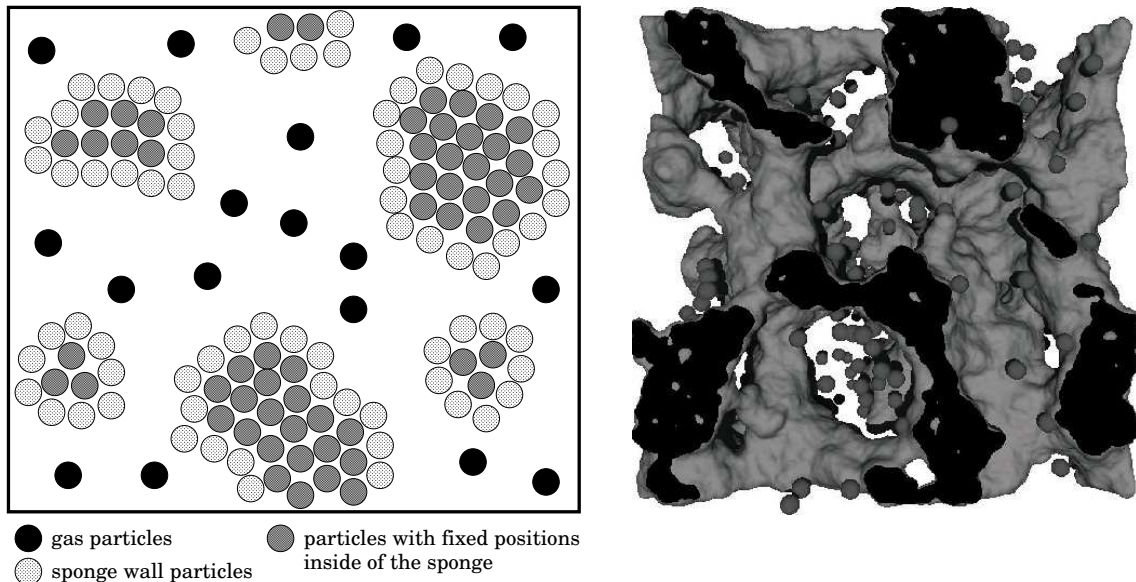 gas particles
sponge wall particles
particles with fixed positions
inside of the sponge